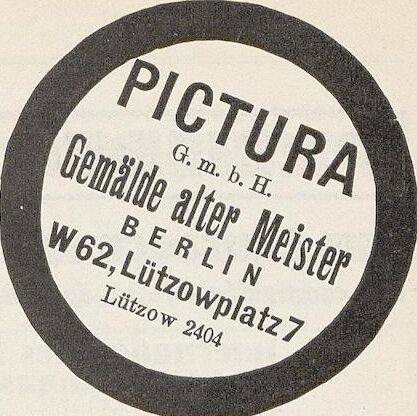 PICTURA
G. m. b. H.
Gemälde alter Meister
BERLIN
W 62, Lützowplatz 7
Lützow 2404